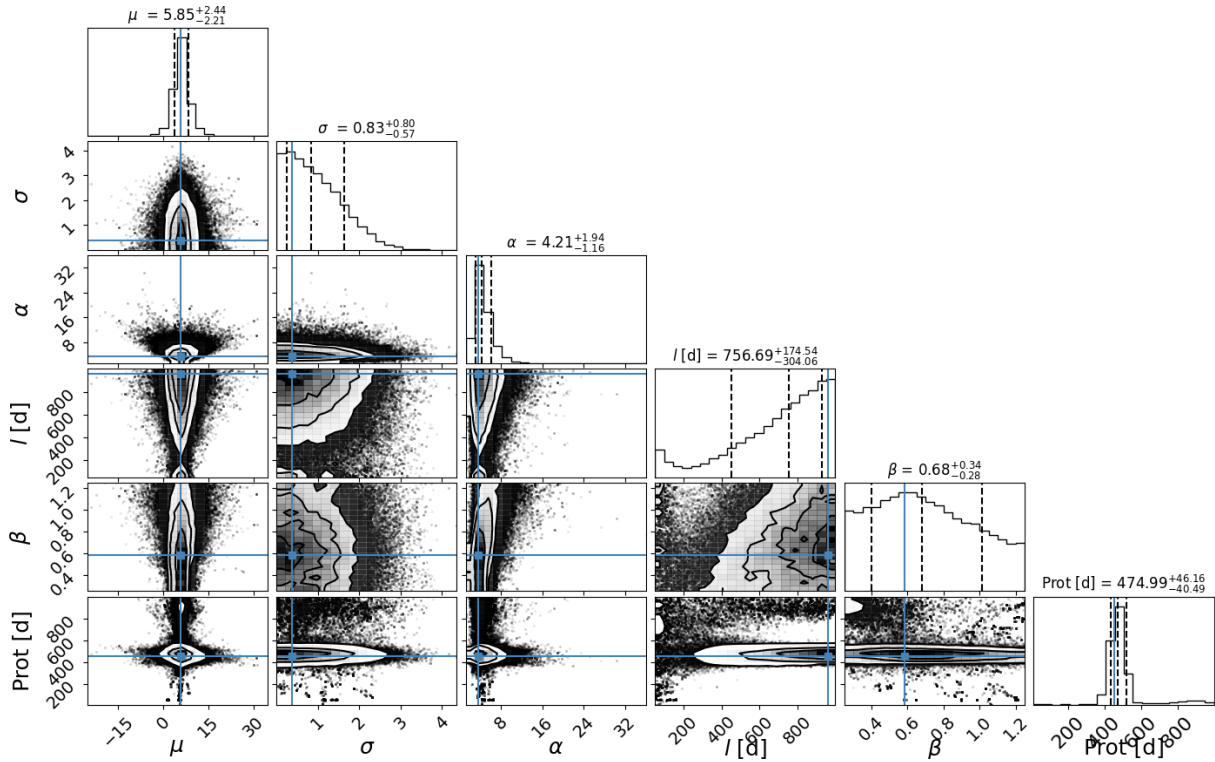 μ = 5.85+2.44 −2.21
σ = 0.83+0.80 −0.57
α = 4.21+1.94 −1.16
l [d] = 756.69+174.54 −304.06
β = 0.68+0.34 −0.28
Prot [d] = 474.99+46.16 −40.49
σ
4
3
2
1
α
32
24
16
8
l [d]
800
600
400
200
β
1.2
1.0
0.8
0.6
0.4
Prot [d]
800
600
400
200
−15 0 15 30
1 2 3 4
8 16 24 32
200 400 600 800
0.4 0.6 0.8 1.0 1.2
200 400 600 800
μ
σ
α
l [d]
β
Prot [d]